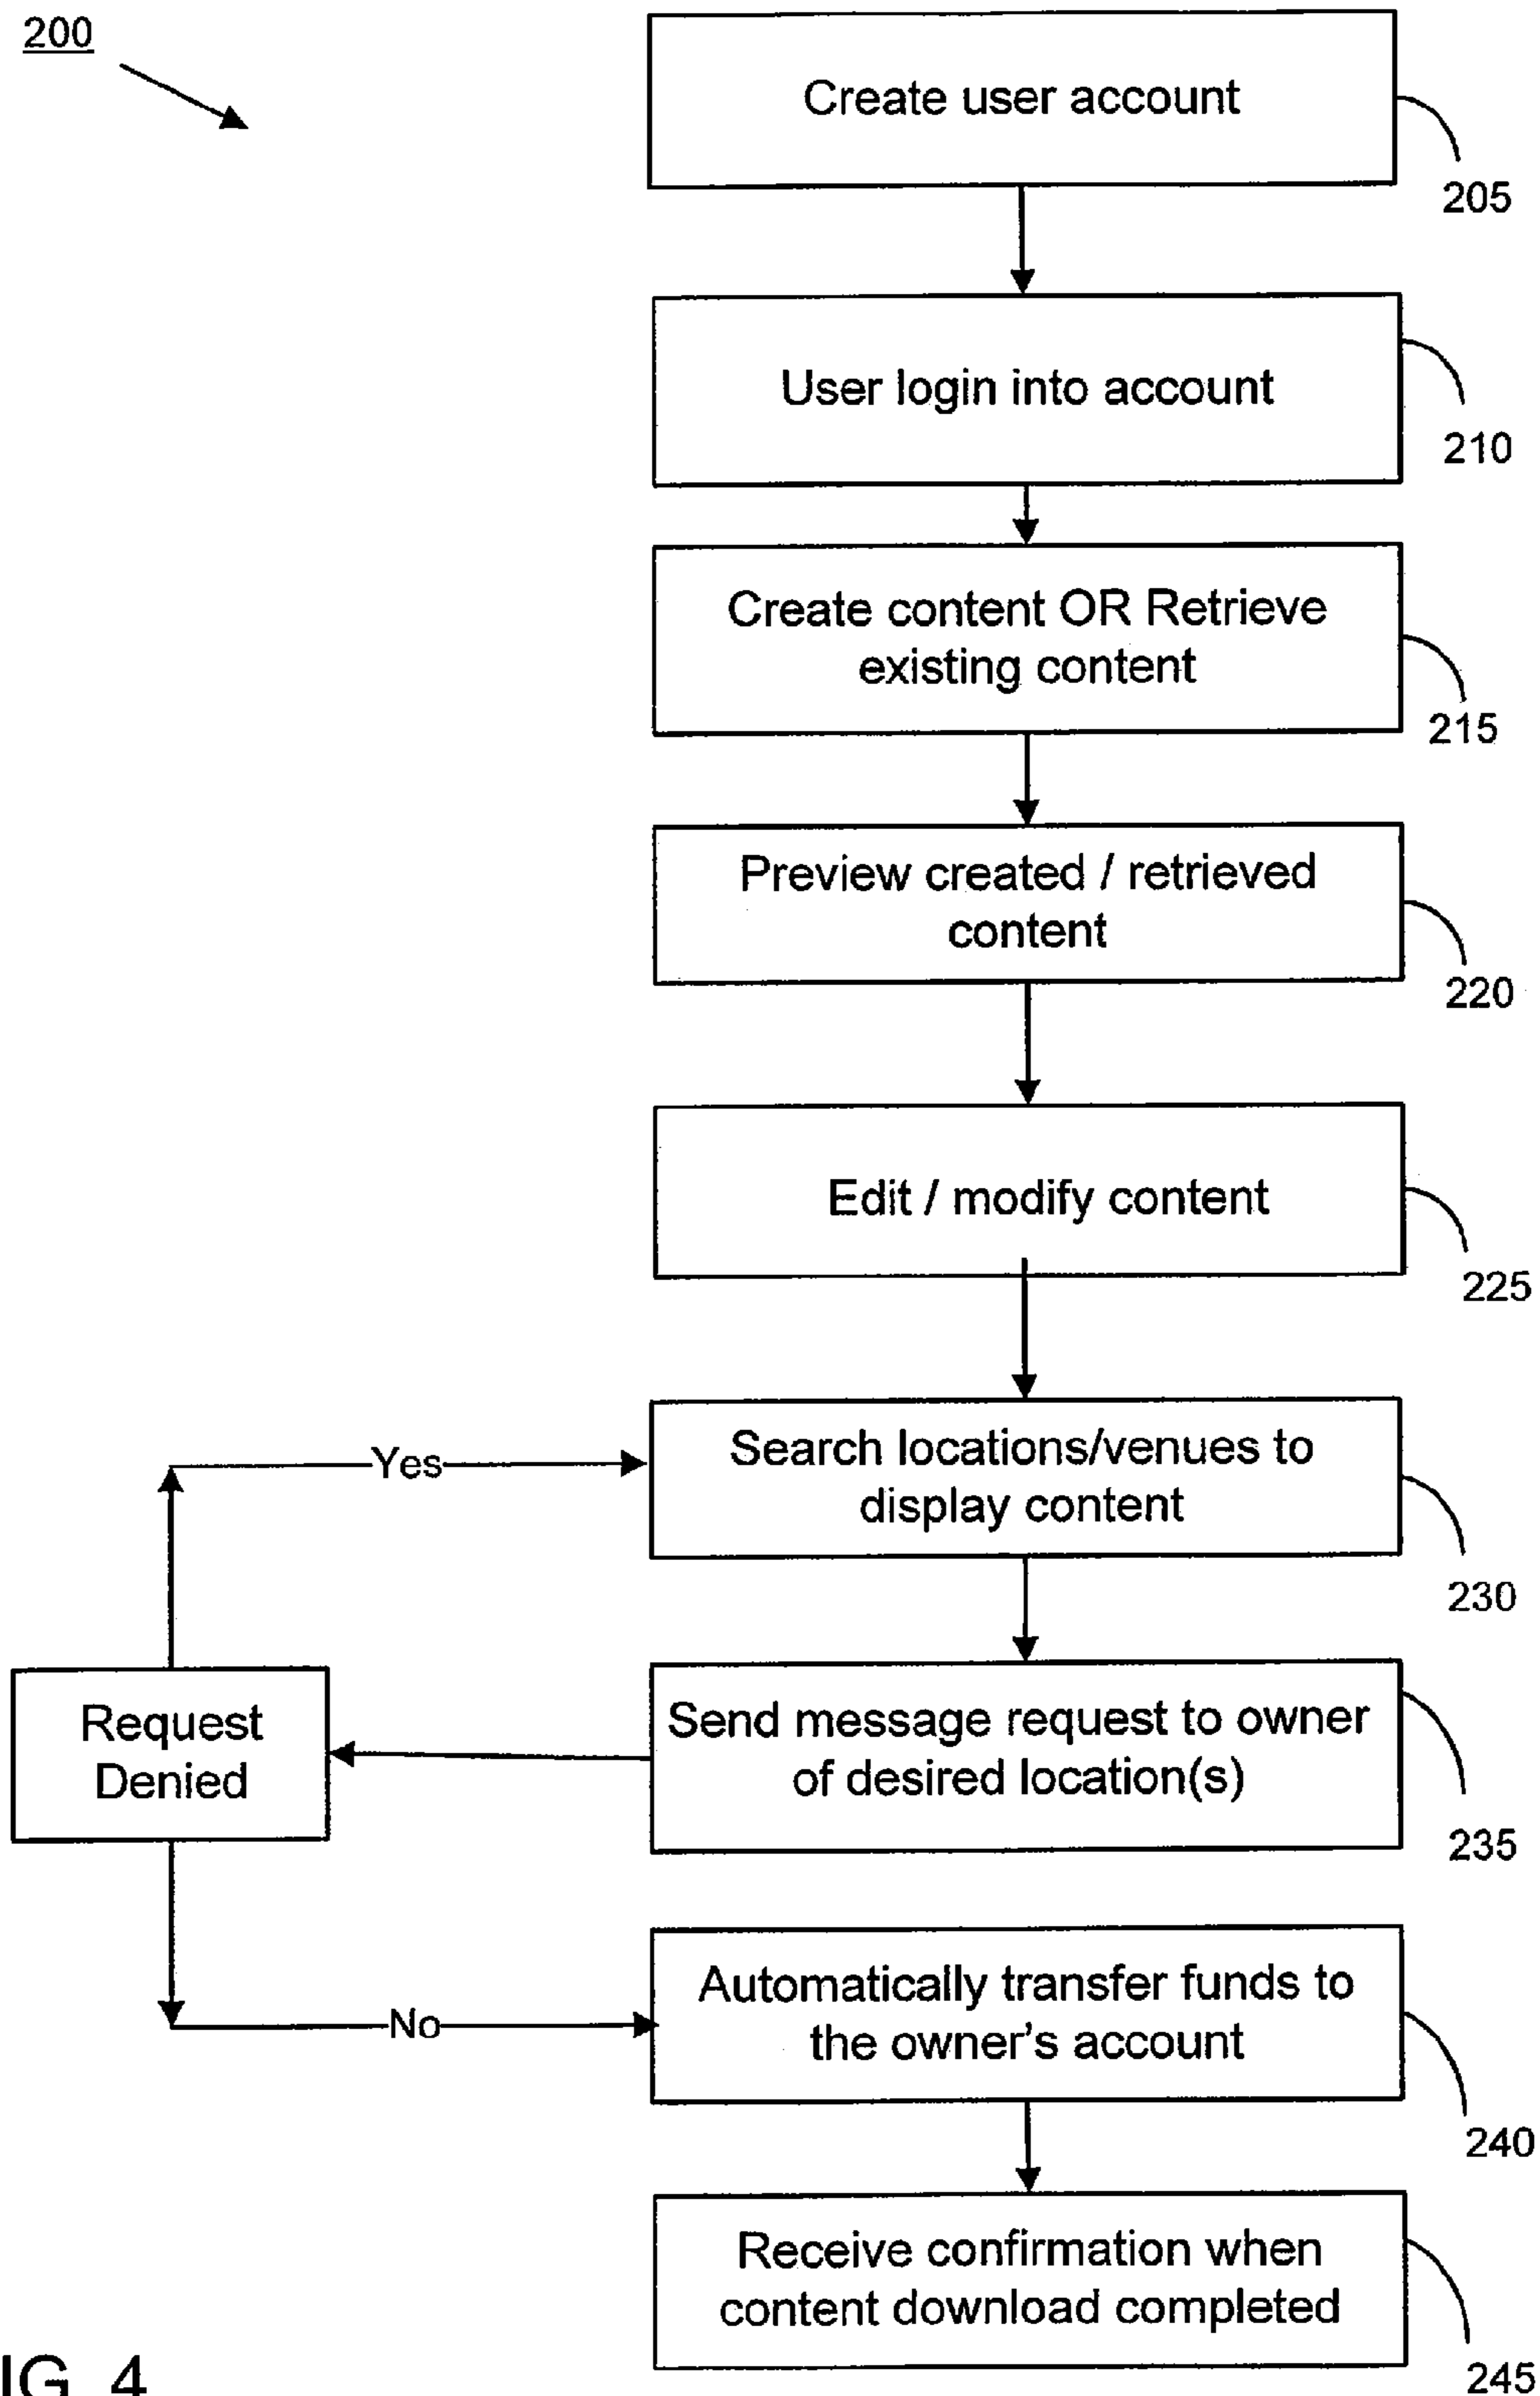 200
Create user account
205
User login into account
210
Create content OR Retrieve
existing content
215
Preview created / retrieved
content
220
Edit / modify content
225
Yes
Search locations/venues to
display content
230
Request
Denied
Send message request to owner
of desired location(s)
235
No
Automatically transfer funds to
the owner's account
240
Receive confirmation when
content download completed
245
IG. 4